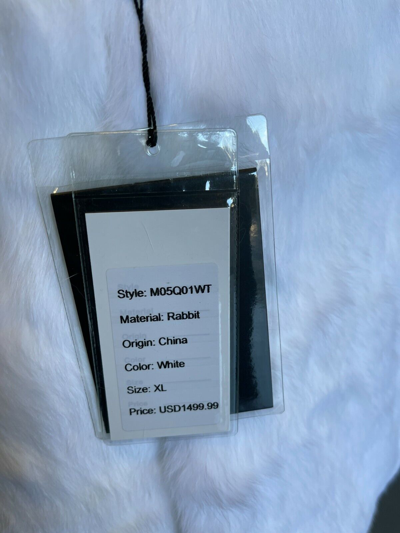 Style: M05Q01WT
Material: Rabbit
Origin: China
Color: White
Size: XL
Price: USD1499.99